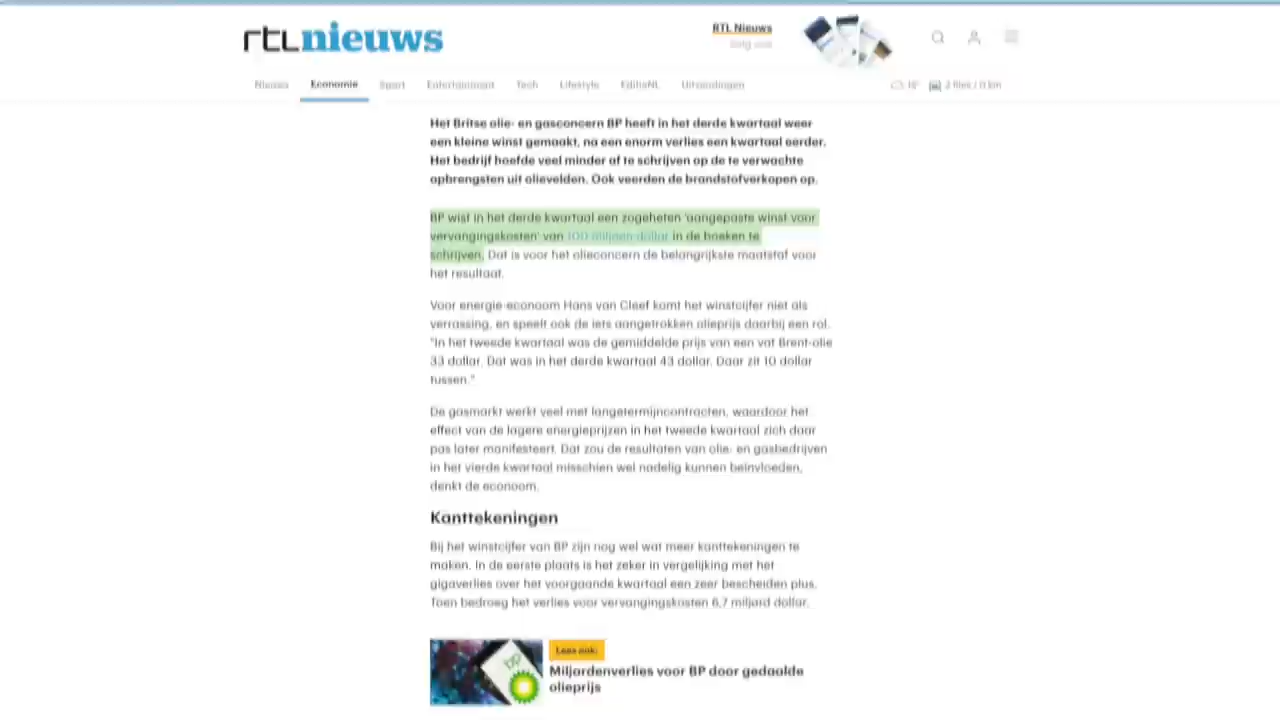 rtlnieuws
RTL Nieuws
Volg ons
Nieuws Economie Sport Entertainment Tech Lifestyle EditieNL Uitzendingen 2 files / 0 km
Het Britse olie- en gasconcern BP heeft in het derde kwartaal weer
een kleine winst gemaakt, na een enorm verlies een kwartaal eerder.
Het bedrijf hoefde veel minder af te schrijven op de te verwachte
opbrengsten uit olievelden. Ook veerden de brandstofverkopen op.
BP wist in het derde kwartaal een zogeheten 'aangepaste winst voor
vervangingskosten' van 100 miljoen dollar in de boeken te
schrijven. Dat is voor het olieconcern de belangrijkste maatstaf voor
het resultaat.
Voor energie-econoom Hans van Cleef komt het winstcijfer niet als
verrassing, en speelt ook de iets aangetrokken olieprijs daarbij een rol.
"In het tweede kwartaal was de gemiddelde prijs van een vat Brent-olie
33 dollar. Dat was in het derde kwartaal 43 dollar. Daar zit 10 dollar
tussen."
De gasmarkt werkt veel met langetermijncontracten, waardoor het
effect van de lagere energieprijzen in het tweede kwartaal zich daar
pas later manifesteert. Dat zou de resultaten van olie- en gasbedrijven
in het vierde kwartaal misschien wel nadelig kunnen beïnvloeden,
denkt de econoom.
Kanttekeningen
Bij het winstcijfer van BP zijn nog wel wat meer kanttekeningen te
maken. In de eerste plaats is het zeker in vergelijking met het
gigaverlies over het voorgaande kwartaal een zeer bescheiden plus.
Toen bedroeg het verlies voor vervangingskosten 6,7 miljard dollar.
bp
Lees ook:
Miljardenverlies voor BP door gedaalde
olieprijs